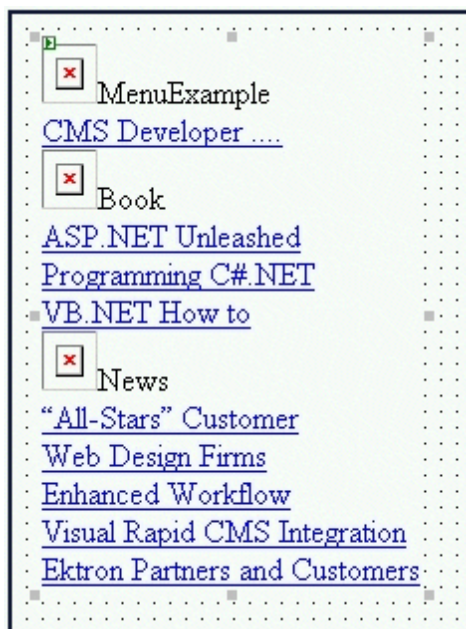 MenuExample
CMS Developer ....
Book
ASP.NET Unleashed
Programming C#.NET
VB.NET How to
News
“All-Stars” Customer
Web Design Firms
Enhanced Workflow
Visual Rapid CMS Integration
Ektron Partners and Customers